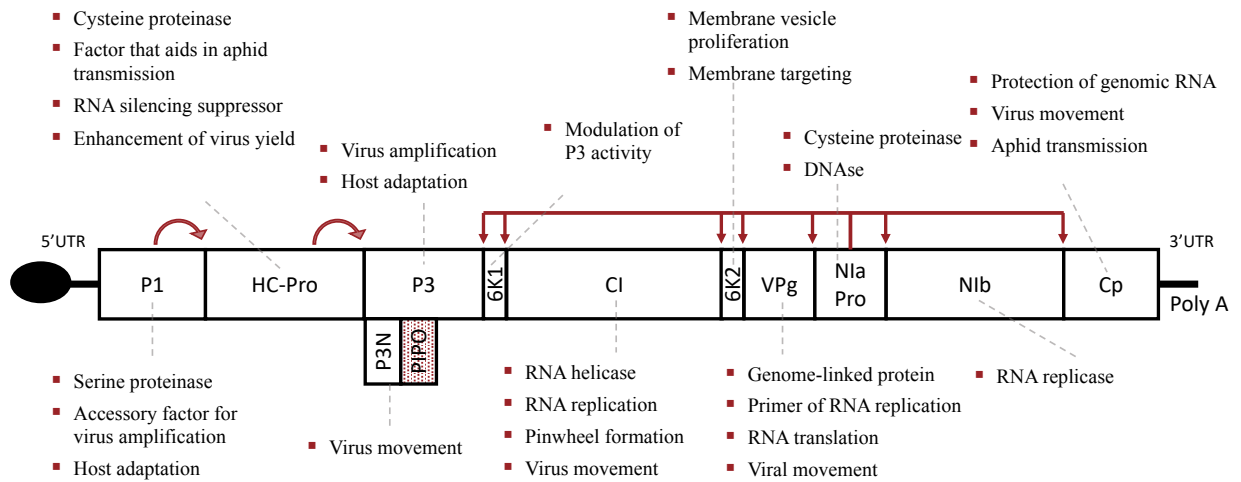 Cysteine proteinase
Factor that aids in aphid
transmission
RNA silencing suppressor
Enhancement of virus yield
Virus amplification
Host adaptation
Modulation of
P3 activity
Membrane vesicle
proliferation
Membrane targeting
Cysteine proteinase
DNAse
Protection of genomic RNA
Virus movement
Aphid transmission
5’UTR
3’UTR
P1
HC-Pro
P3
6K1
CI
6K2
VPg
NIa
Pro
NIb
Cp
Poly A
P3N
PIPO
Serine proteinase
Accessory factor for
virus amplification
Host adaptation
Virus movement
RNA helicase
RNA replication
Pinwheel formation
Virus movement
Genome-linked protein
Primer of RNA replication
RNA translation
Viral movement
RNA replicase